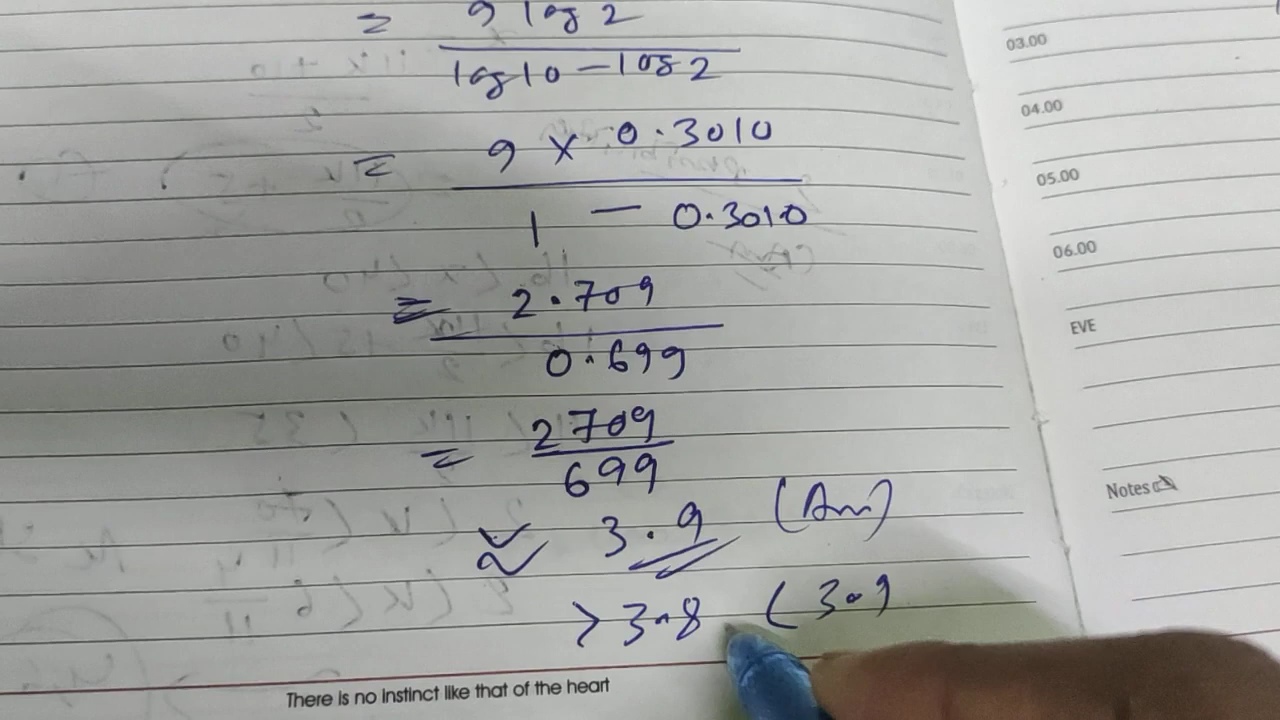 = 9 log 2
log 10 − log 2
= 9 × 0.3010
1 − 0.3010
= 2.709
0.699
= 2709
699
≈ 3.9 (Ans)
> 3.8 (3.9
03.00
04.00
05.00
06.00
EVE
Notes
There is no instinct like that of the heart